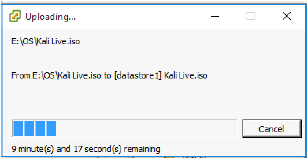 Uploading...
E:\OS\Kali Live.iso
From E:\OS\Kali Live.iso to [datastore1] Kali Live.iso
Cancel
9 minute(s) and 17 second(s) remaining